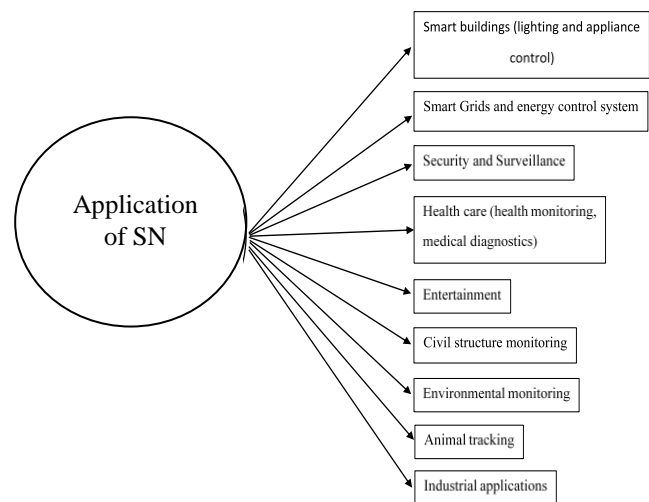 Application
of SN
Smart buildings (lighting and appliance
control)
Smart Grids and energy control system
Security and Surveillance
Health care (health monitoring,
medical diagnostics)
Entertainment
Civil structure monitoring
Environmental monitoring
Animal tracking
Industrial applications